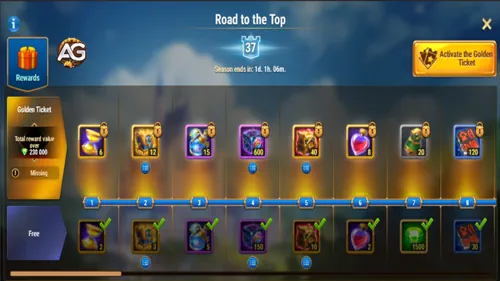 Road to the Top
37
Season ends in: 1d. 1h. 06m.
AG
Rewards
Activate the Golden
Ticket
Golden Ticket
Total reward value
over
230 000
Missing
6
12
15
600
40
8
20
120
1
2
3
4
5
6
7
8
Free
2
3
5
150
10
2
1500
30